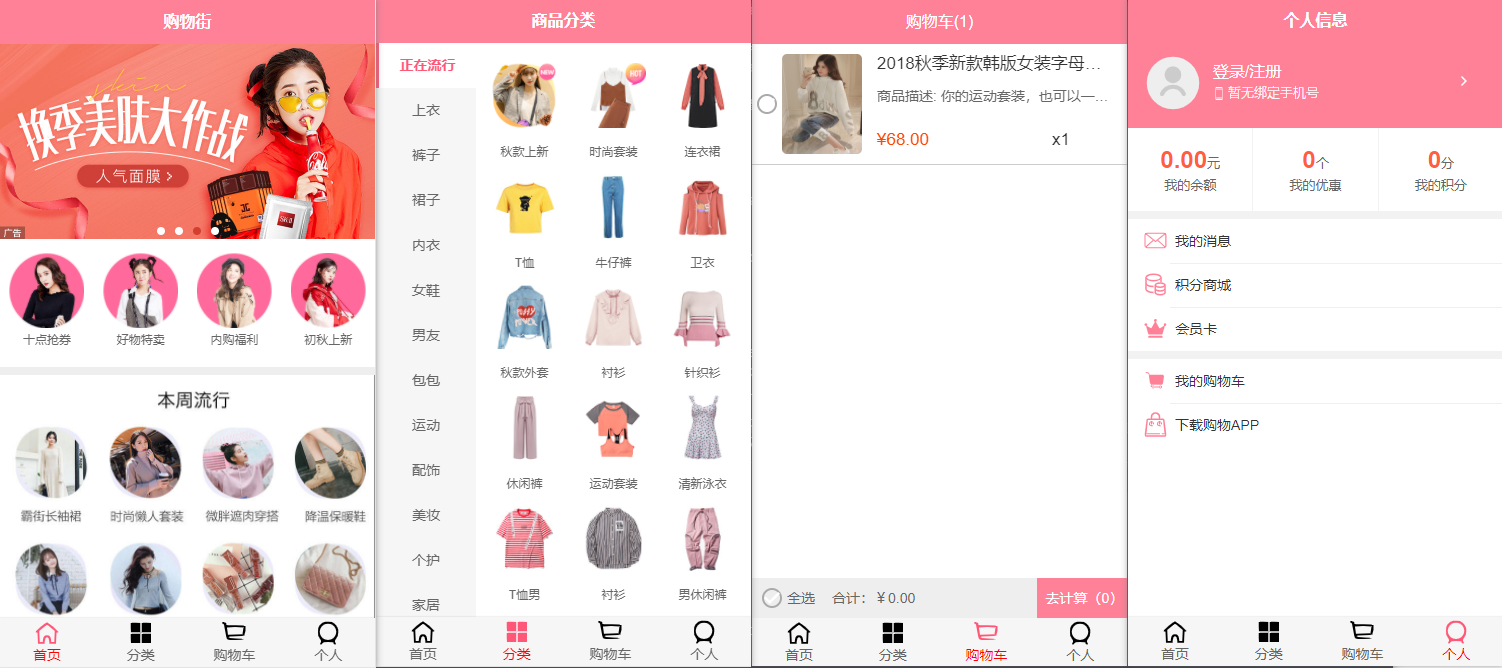 购物街
skin
换季美味大作战
人气面膜 >
广告
十点抢券
好物特卖
内购福利
初秋上新
本周流行
霸街长袖裙
时尚懒人套装
微胖遮肉穿搭
降温保暖鞋
首页
分类
购物车
个人
商品分类
正在流行
上衣
裤子
裙子
内衣
女鞋
男友
包包
运动
配饰
美妆
个护
家居
NEW
HOT
秋款上新
时尚套装
连衣裙
T恤
牛仔裤
卫衣
秋款外套
衬衫
针织衫
休闲裤
运动套装
清新泳衣
T恤男
衬衫
男休闲裤
首页
分类
购物车
个人
购物车(1)
2018秋季新款韩版女装字母…
商品描述: 你的运动套装，也可以一…
¥68.00
x1
全选
合计：￥0.00
去计算（0）
首页
分类
购物车
个人
个人信息
登录/注册
暂无绑定手机号
0.00元
我的余额
0个
我的优惠
0分
我的积分
我的消息
积分商城
会员卡
我的购物车
下载购物APP
首页
分类
购物车
个人